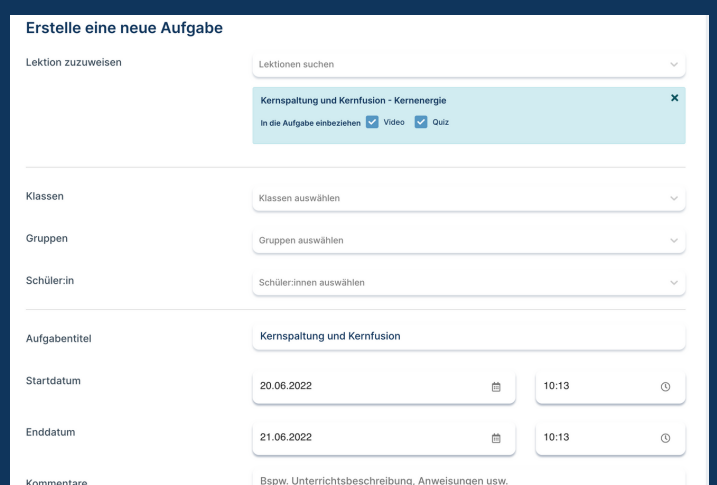 Erstelle eine neue Aufgabe
Lektion zuzuweisen
Lektionen suchen
Kernspaltung und Kernfusion - Kernenergie
In die Aufgabe einbeziehen Video Quiz
Klassen
Klassen auswählen
Gruppen
Gruppen auswählen
Schüler:in
Schüler:innen auswählen
Aufgabentitel
Kernspaltung und Kernfusion
Startdatum
20.06.2022 10:13
Enddatum
21.06.2022 10:13
Kommentare
Bspw. Unterrichtsbeschreibung, Anweisungen usw.